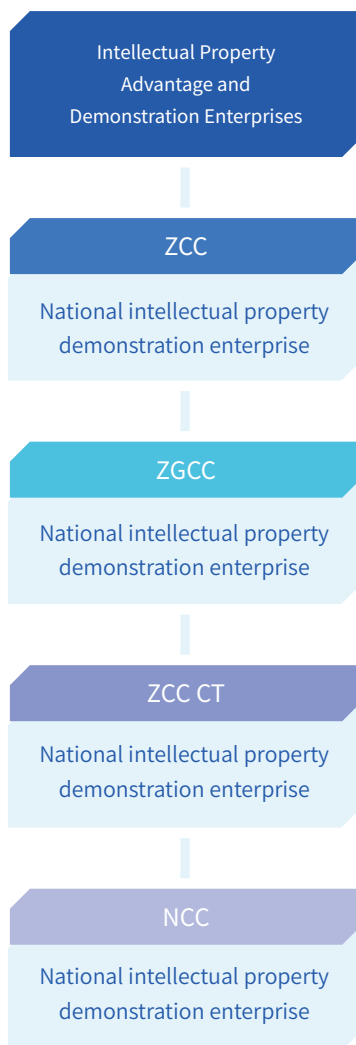 Intellectual Property
Advantage and
Demonstration Enterprises
ZCC
National intellectual property
demonstration enterprise
ZGCC
National intellectual property
demonstration enterprise
ZCC CT
National intellectual property
demonstration enterprise
NCC
National intellectual property
demonstration enterprise